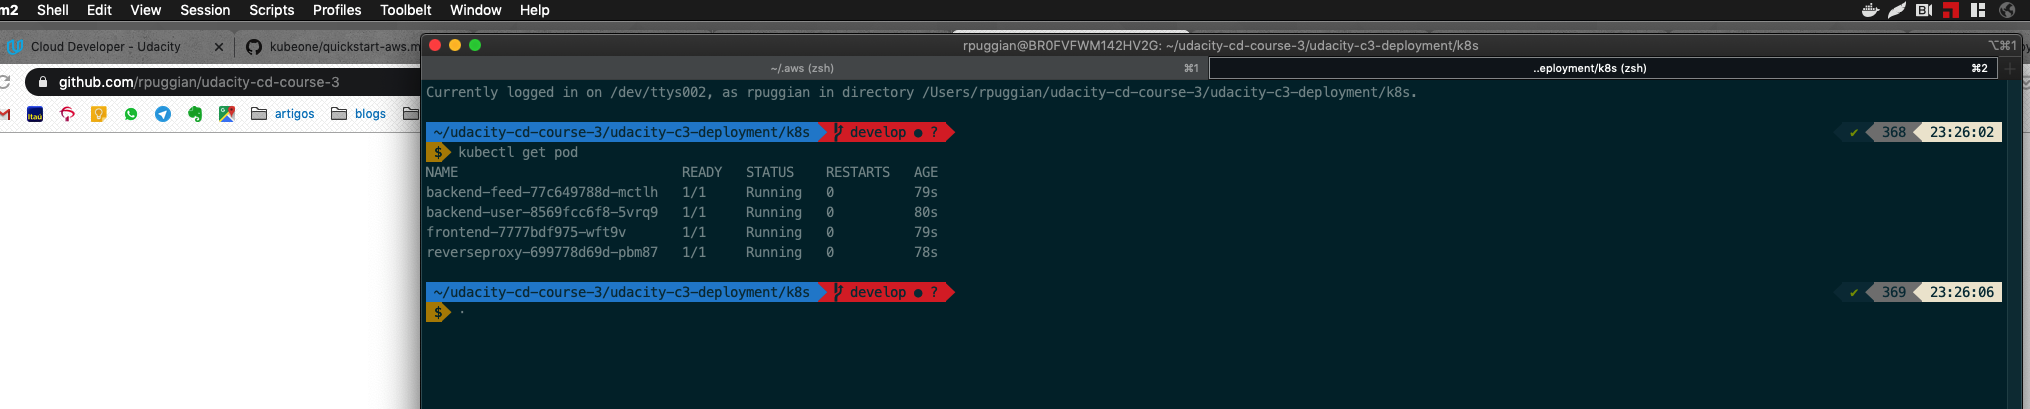 m2 Shell Edit View Session Scripts Profiles Toolbelt Window Help
Cloud Developer - Udacity kubeone/quickstart-aws.m
rpuggian@BR0FVFWM142HV2G: ~/udacity-cd-course-3/udacity-c3-deployment/k8s ⌥⌘1
~/.aws (zsh) ⌘1 ..eployment/k8s (zsh) ⌘2
github.com/rpuggian/udacity-cd-course-3
Itaú artigos blogs
Currently logged in on /dev/ttys002, as rpuggian in directory /Users/rpuggian/udacity-cd-course-3/udacity-c3-deployment/k8s.
~/udacity-cd-course-3/udacity-c3-deployment/k8s develop ● ? ✔ 368 23:26:02
$ kubectl get pod
NAME READY STATUS RESTARTS AGE
backend-feed-77c649788d-mctlh 1/1 Running 0 79s
backend-user-8569fcc6f8-5vrq9 1/1 Running 0 80s
frontend-7777bdf975-wft9v 1/1 Running 0 79s
reverseproxy-699778d69d-pbm87 1/1 Running 0 78s
~/udacity-cd-course-3/udacity-c3-deployment/k8s develop ● ? ✔ 369 23:26:06
$ .